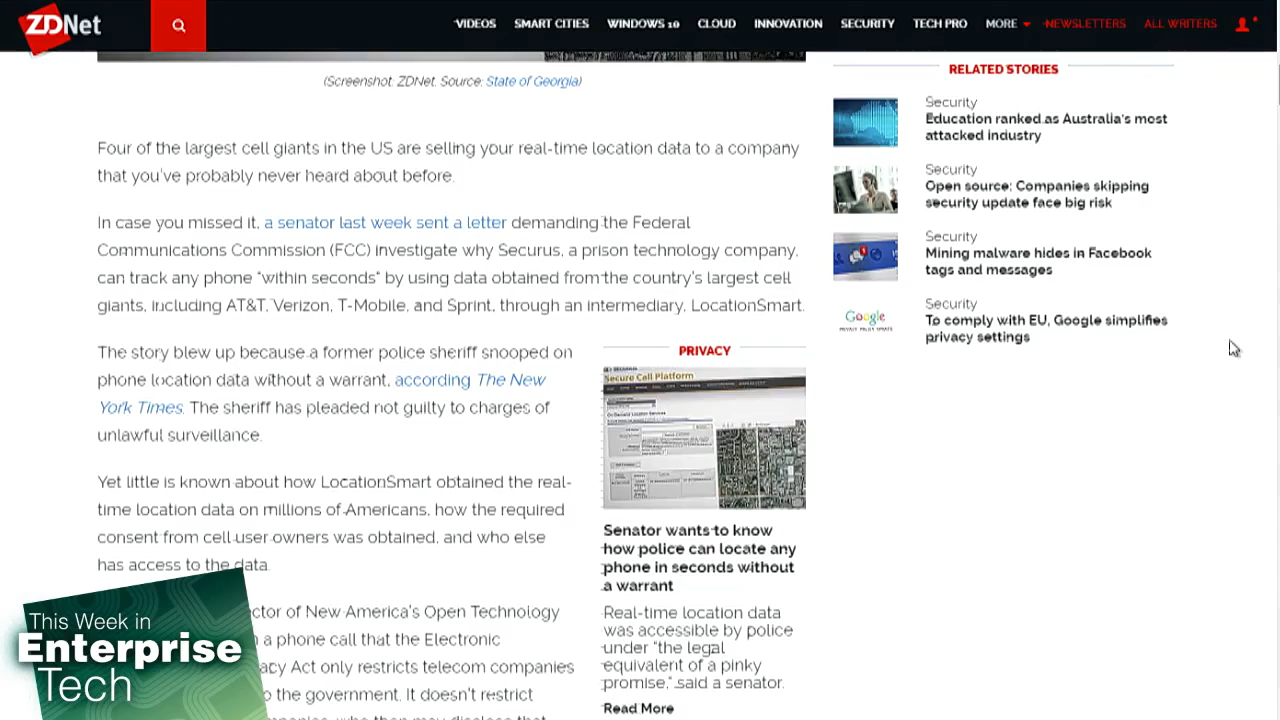 ZDNet
VIDEOS SMART CITIES WINDOWS 10 CLOUD INNOVATION SECURITY TECH PRO MORE NEWSLETTERS ALL WRITERS
(Screenshot: ZDNet. Source: State of Georgia)
Four of the largest cell giants in the US are selling your real-time location data to a company
that you've probably never heard about before.
In case you missed it, a senator last week sent a letter demanding the Federal
Communications Commission (FCC) investigate why Securus, a prison technology company,
can track any phone "within seconds" by using data obtained from the country's largest cell
giants, including AT&T, Verizon, T-Mobile, and Sprint, through an intermediary, LocationSmart.
The story blew up because a former police sheriff snooped on
phone location data without a warrant, according The New
York Times. The sheriff has pleaded not guilty to charges of
unlawful surveillance.
Yet little is known about how LocationSmart obtained the real-
time location data on millions of Americans, how the required
consent from cell user owners was obtained, and who else
has access to the data.
ctor of New America's Open Technology
a phone call that the Electronic
acy Act only restricts telecom companies
o the government. It doesn't restrict
PRIVACY
Secure Call Platform
Senator wants to know
how police can locate any
phone in seconds without
a warrant
Real-time location data
was accessible by police
under "the legal
equivalent of a pinky
promise," said a senator.
Read More
RELATED STORIES
Security
Education ranked as Australia's most
attacked industry
Security
Open source: Companies skipping
security update face big risk
Security
Mining malware hides in Facebook
tags and messages
Google
Security
To comply with EU, Google simplifies
privacy settings
This Week in
Enterprise
Tech